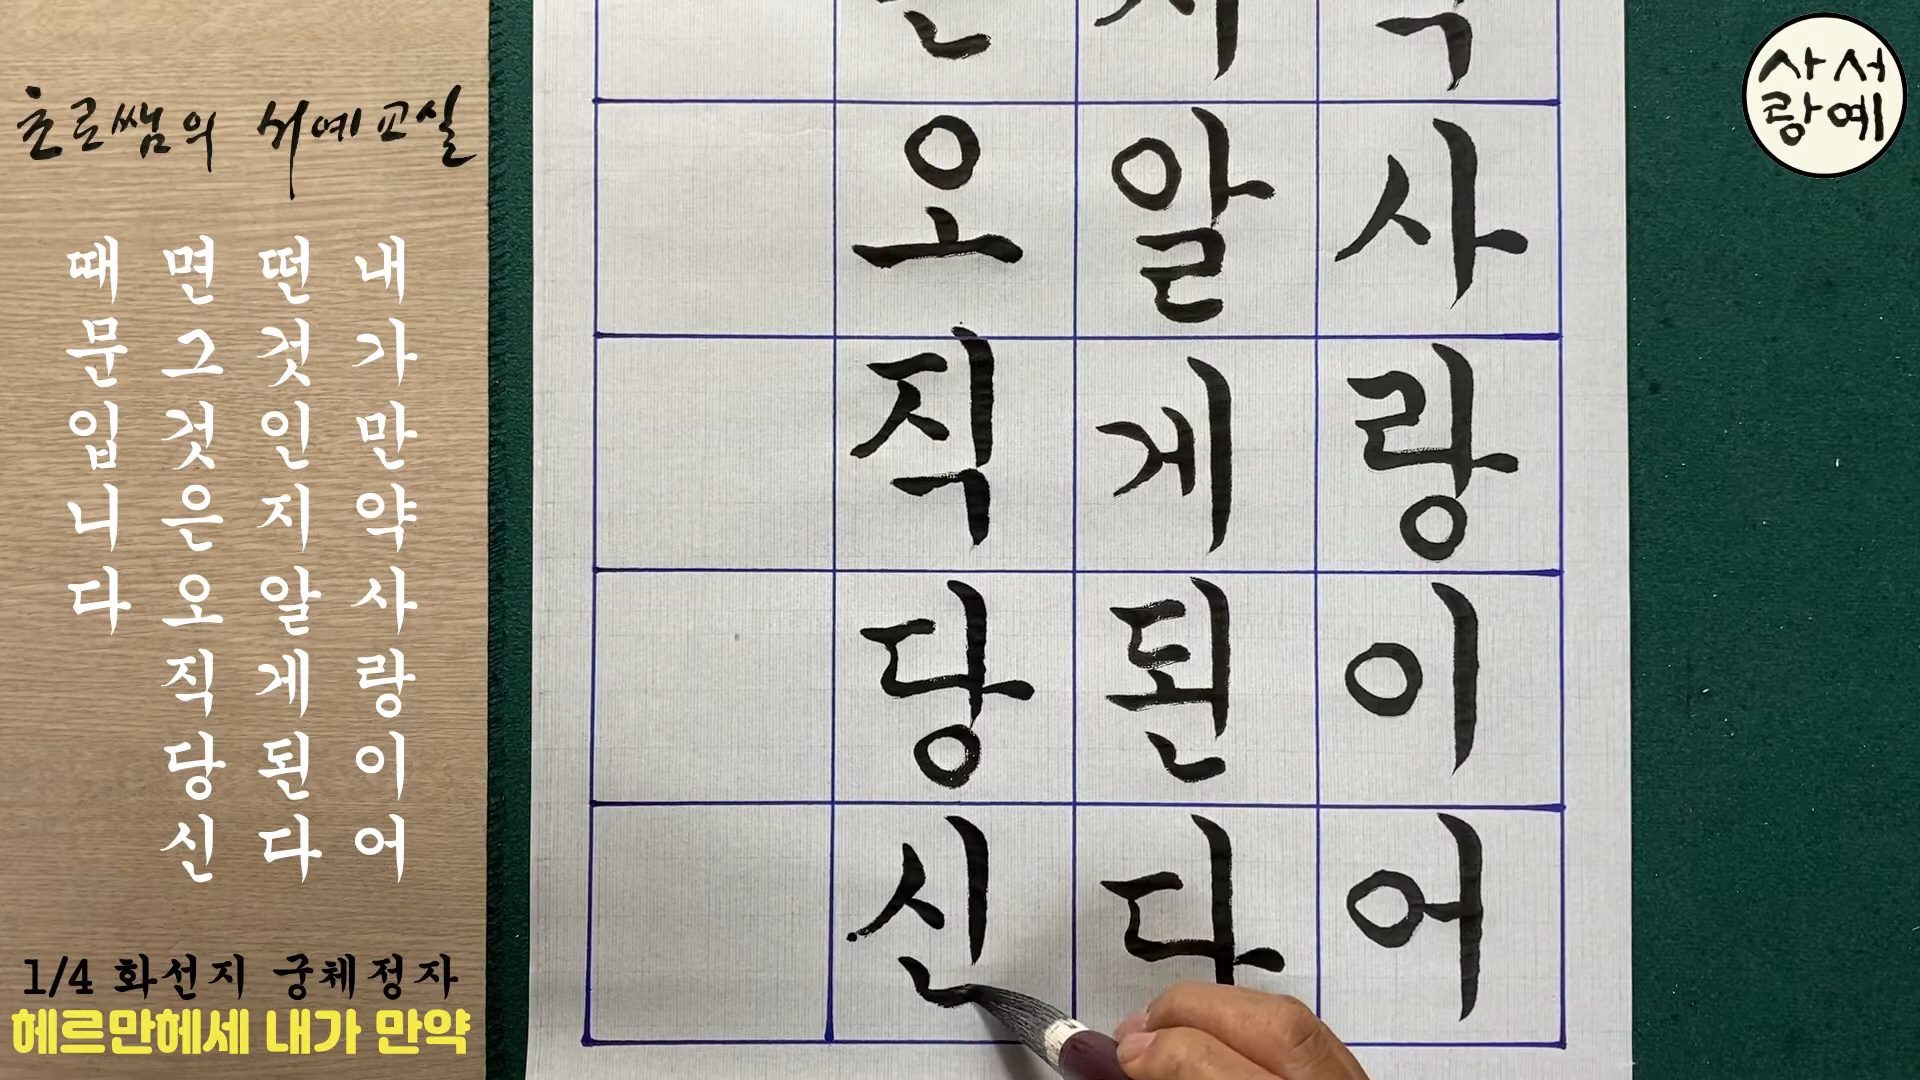 초로쌤의 서예교실
내가만약사랑이어
떤것인지알게된다
면그것은오직당신
때문입니다
1/4 화선지 궁체정자
헤르만헤세 내가 만약
약사랑이어
지알게된다
은오직당신
서예
사랑